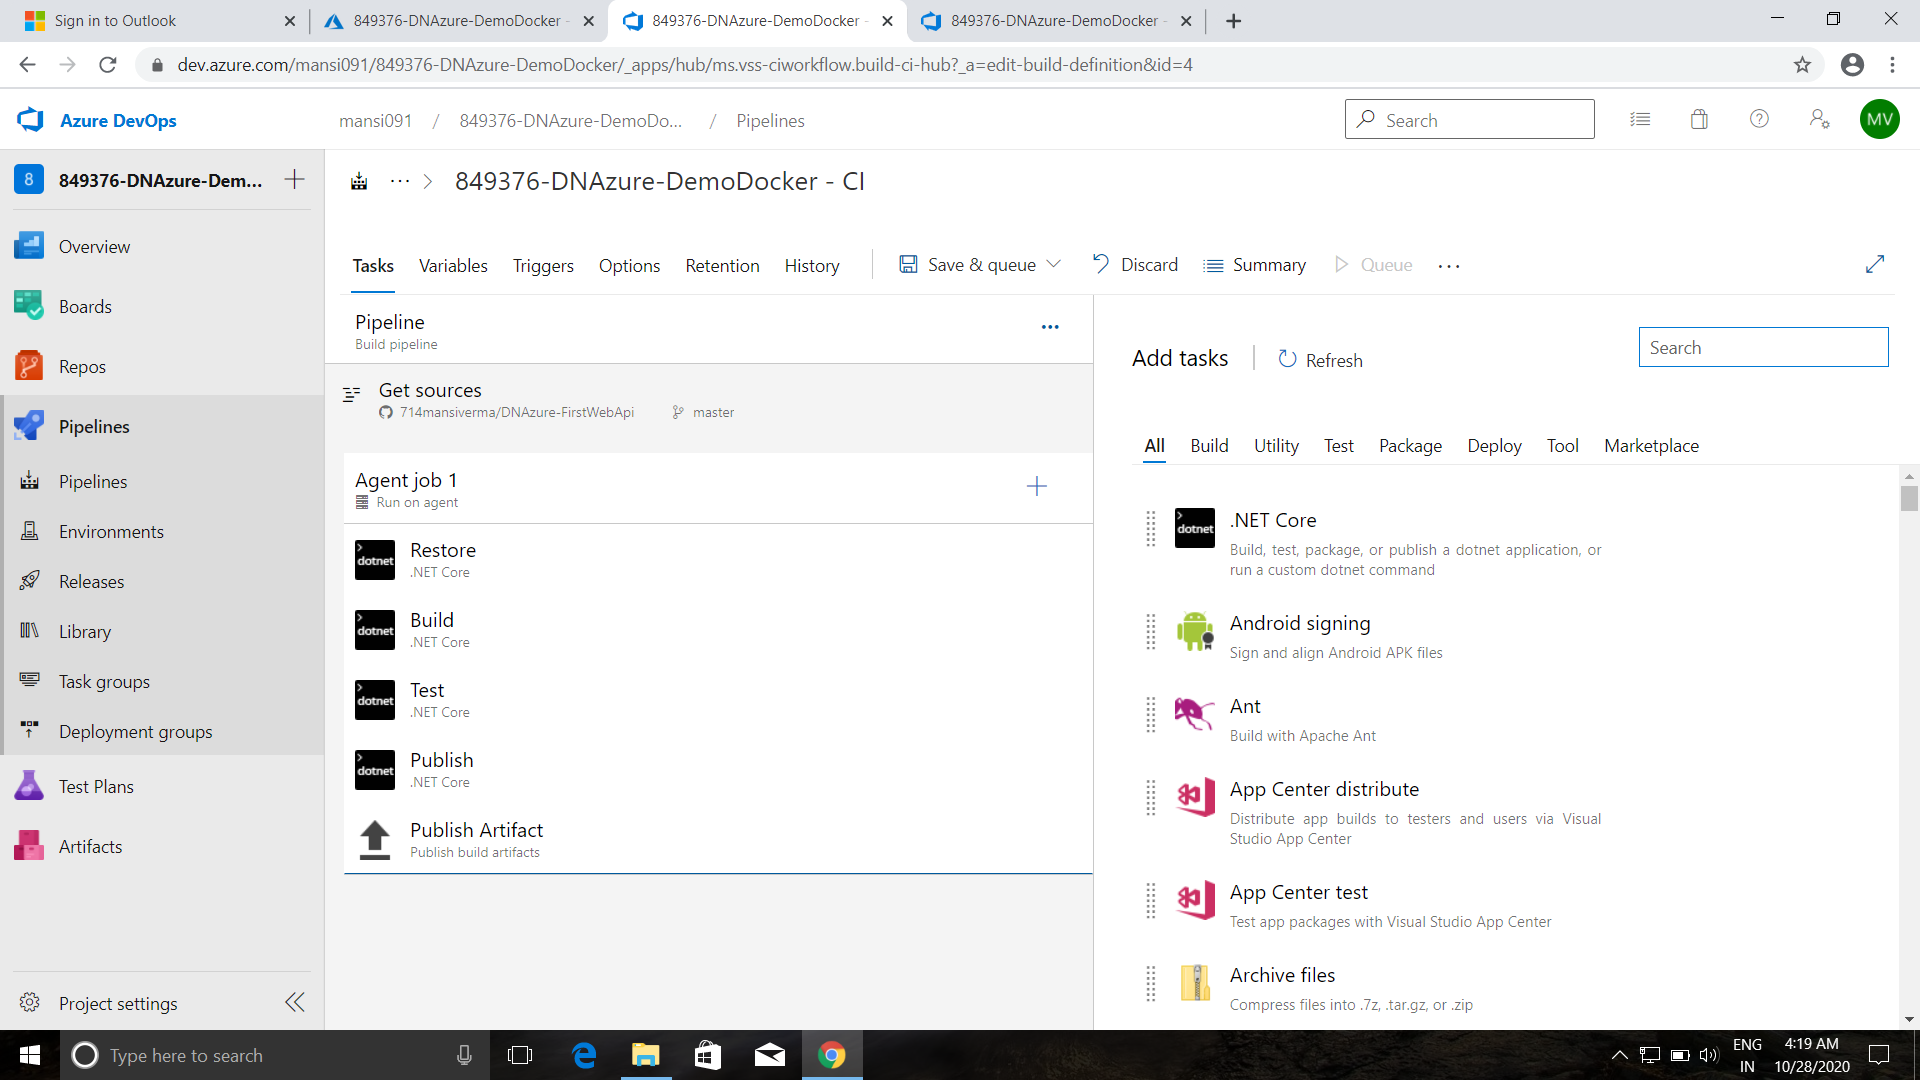 Sign in to Outlook
849376-DNAzure-DemoDocker -
849376-DNAzure-DemoDocker -
849376-DNAzure-DemoDocker -
dev.azure.com/mansi091/849376-DNAzure-DemoDocker/_apps/hub/ms.vss-ciworkflow.build-ci-hub?_a=edit-build-definition&id=4
Azure DevOps
mansi091 / 849376-DNAzure-DemoDo... / Pipelines
Search
MV
8
849376-DNAzure-Dem...
Overview
Boards
Repos
Pipelines
Pipelines
Environments
Releases
Library
Task groups
Deployment groups
Test Plans
Artifacts
Project settings
849376-DNAzure-DemoDocker - CI
Tasks Variables Triggers Options Retention History
Save & queue Discard Summary Queue ...
Pipeline
Build pipeline
Get sources
714mansiverma/DNAzure-FirstWebApi master
Agent job 1
Run on agent
dotnet
Restore
.NET Core
dotnet
Build
.NET Core
dotnet
Test
.NET Core
dotnet
Publish
.NET Core
Publish Artifact
Publish build artifacts
Add tasks
Refresh
Search
All Build Utility Test Package Deploy Tool Marketplace
dotnet
.NET Core
Build, test, package, or publish a dotnet application, or
run a custom dotnet command
Android signing
Sign and align Android APK files
Ant
Build with Apache Ant
App Center distribute
Distribute app builds to testers and users via Visual
Studio App Center
App Center test
Test app packages with Visual Studio App Center
Archive files
Compress files into .7z, .tar.gz, or .zip
Type here to search
ENG
IN
4:19 AM
10/28/2020